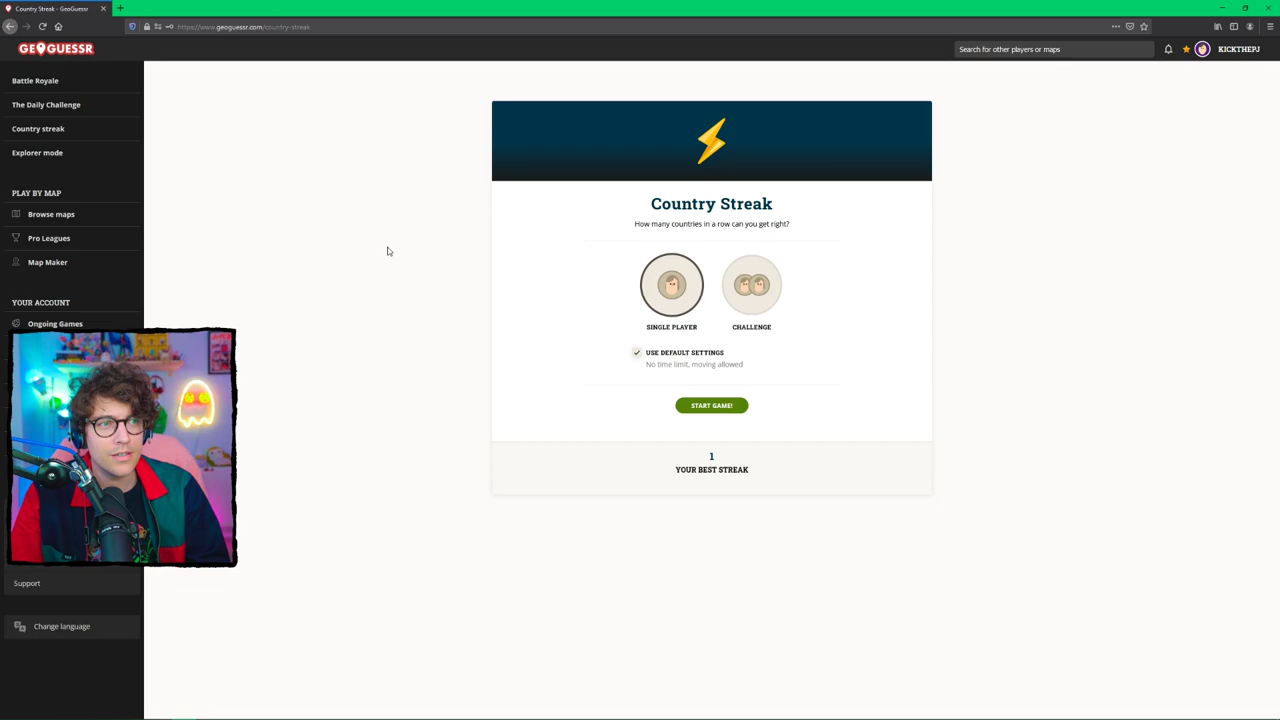 Country Streak - GeoGuessr
https://www.geoguessr.com/country-streak
GEOGUESSR
Search for other players or maps
KICKTHEPJ
Battle Royale
The Daily Challenge
Country streak
Explorer mode
PLAY BY MAP
Browse maps
Pro Leagues
Map Maker
YOUR ACCOUNT
Ongoing Games
Support
Change language
Country Streak
How many countries in a row can you get right?
SINGLE PLAYER
CHALLENGE
USE DEFAULT SETTINGS
No time limit, moving allowed
START GAME!
1
YOUR BEST STREAK